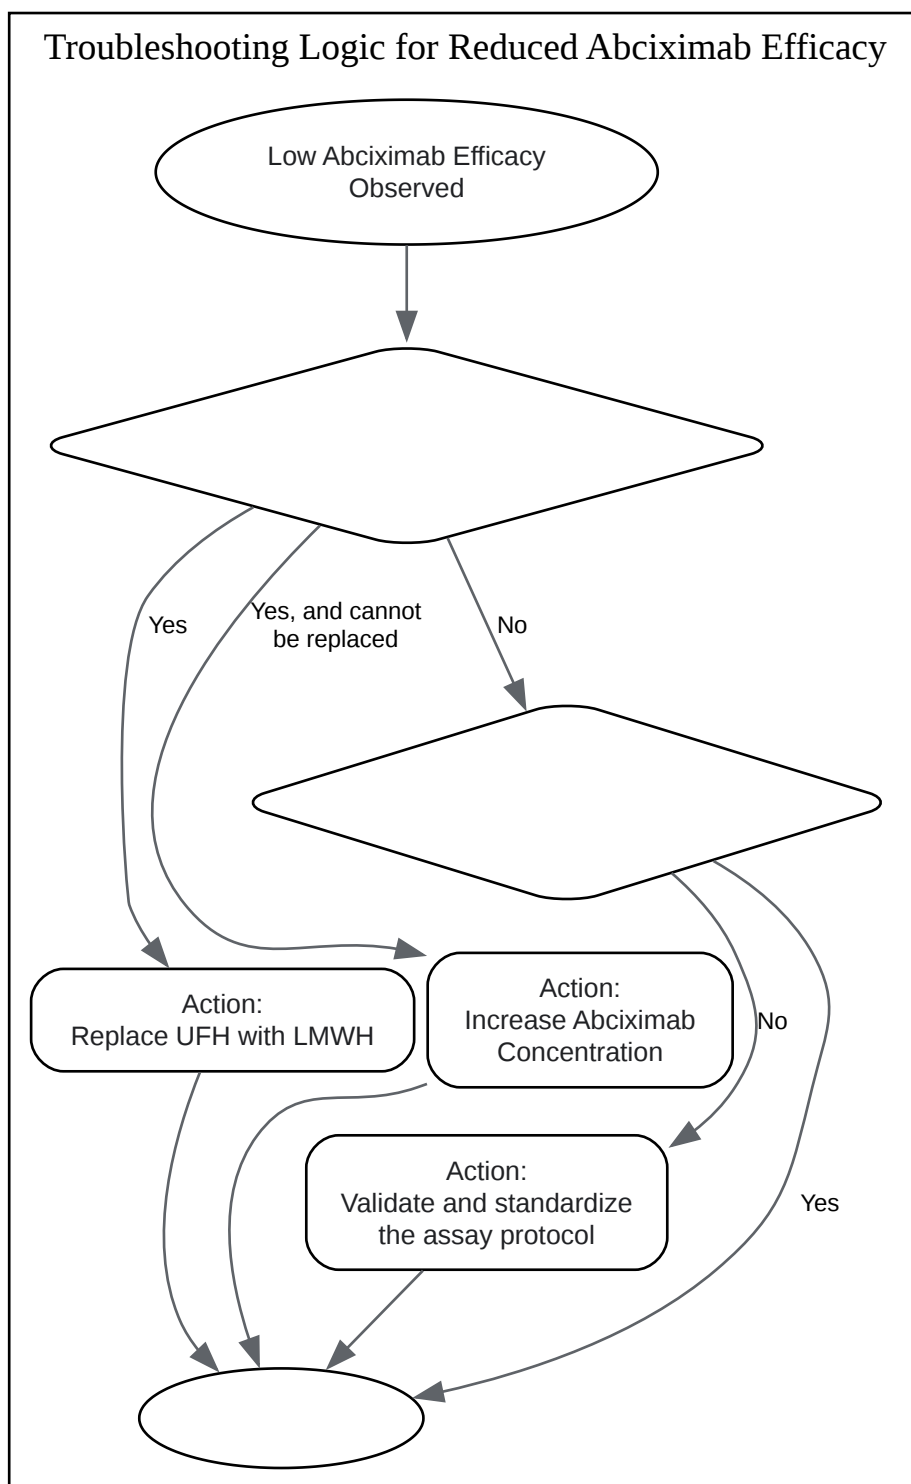 Troubleshooting Logic for Reduced Abciximab Efficacy
Low Abciximab Efficacy
Observed
Yes
Yes, and cannot
be replaced
No
Action:
Replace UFH with LMWH
Action:
Increase Abciximab
Concentration
No
Action:
Validate and standardize
the assay protocol
Yes